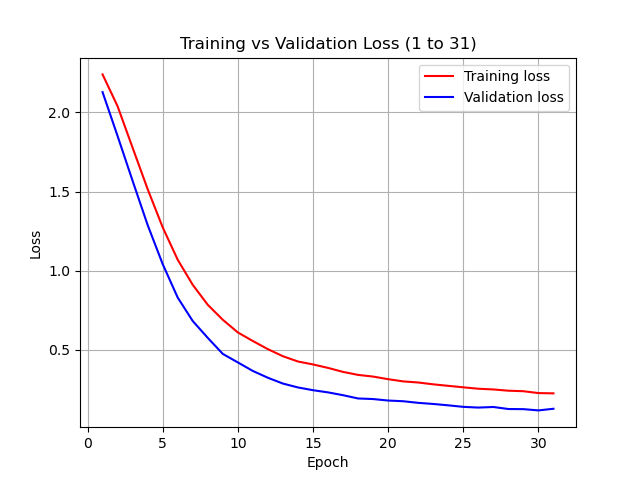 Training vs Validation Loss (1 to 31)
Training loss
Validation loss
Loss
2.0
1.5
1.0
0.5
0 5 10 15 20 25 30
Epoch